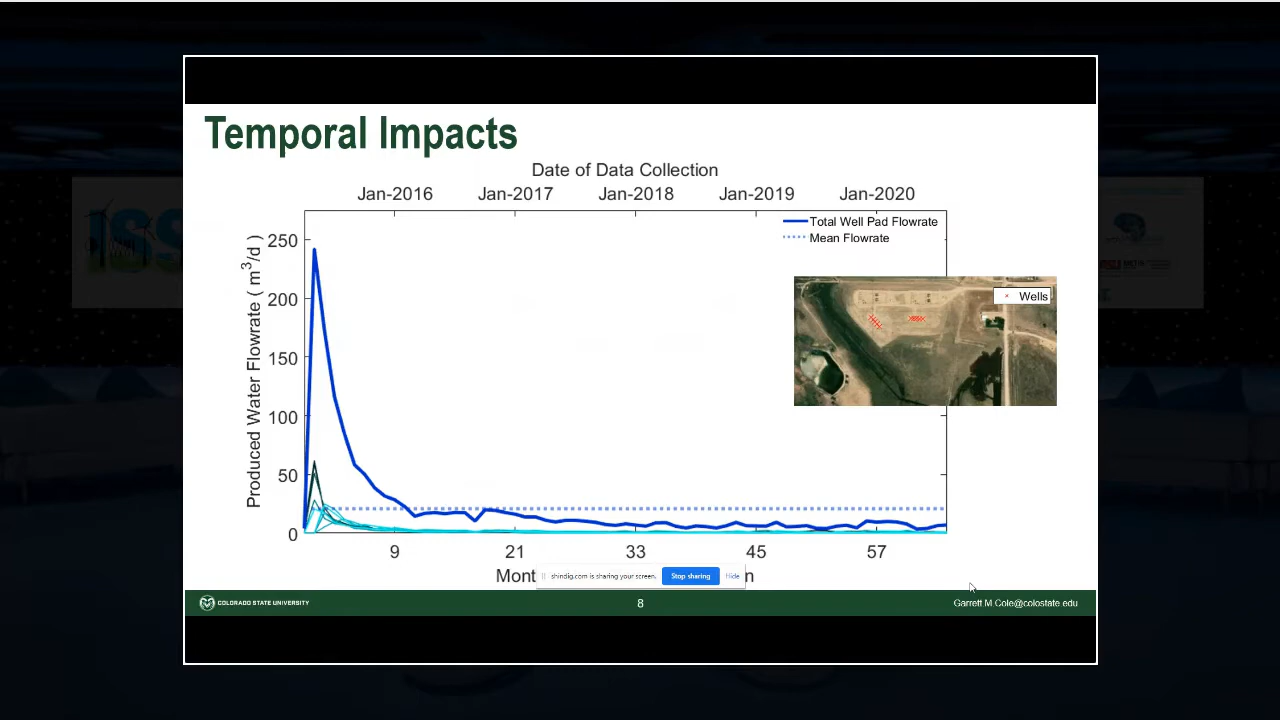 Temporal Impacts
Date of Data Collection
Jan-2016 Jan-2017 Jan-2018 Jan-2019 Jan-2020
Total Well Pad Flowrate
Mean Flowrate
Produced Water Flowrate ( m³/d )
250
200
150
100
50
0
Wells
9 21 33 45 57
Mont
shindig.com is sharing your screen.
Stop sharing
Hide
n
COLORADO STATE UNIVERSITY
8
Garrett.M.Cole@colostate.edu
ISS